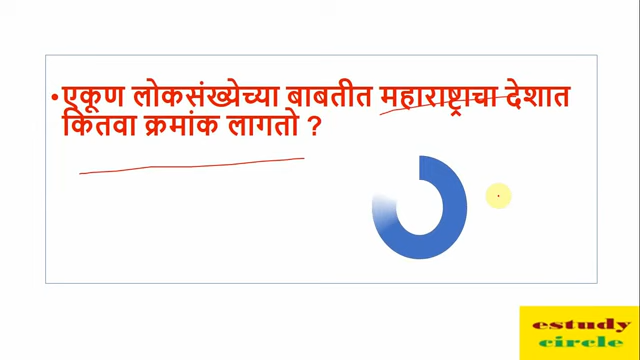 • एकूण लोकसंख्येच्या बाबतीत महाराष्ट्राचा देशात
कितवा क्रमांक लागतो ?
estudy
circle